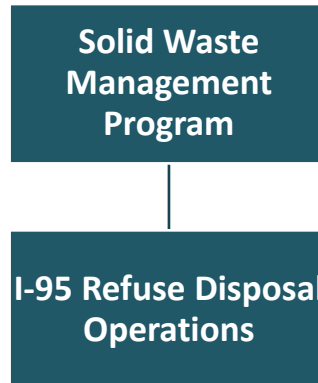 Solid Waste
Management
Program
I-95 Refuse Disposal
Operations